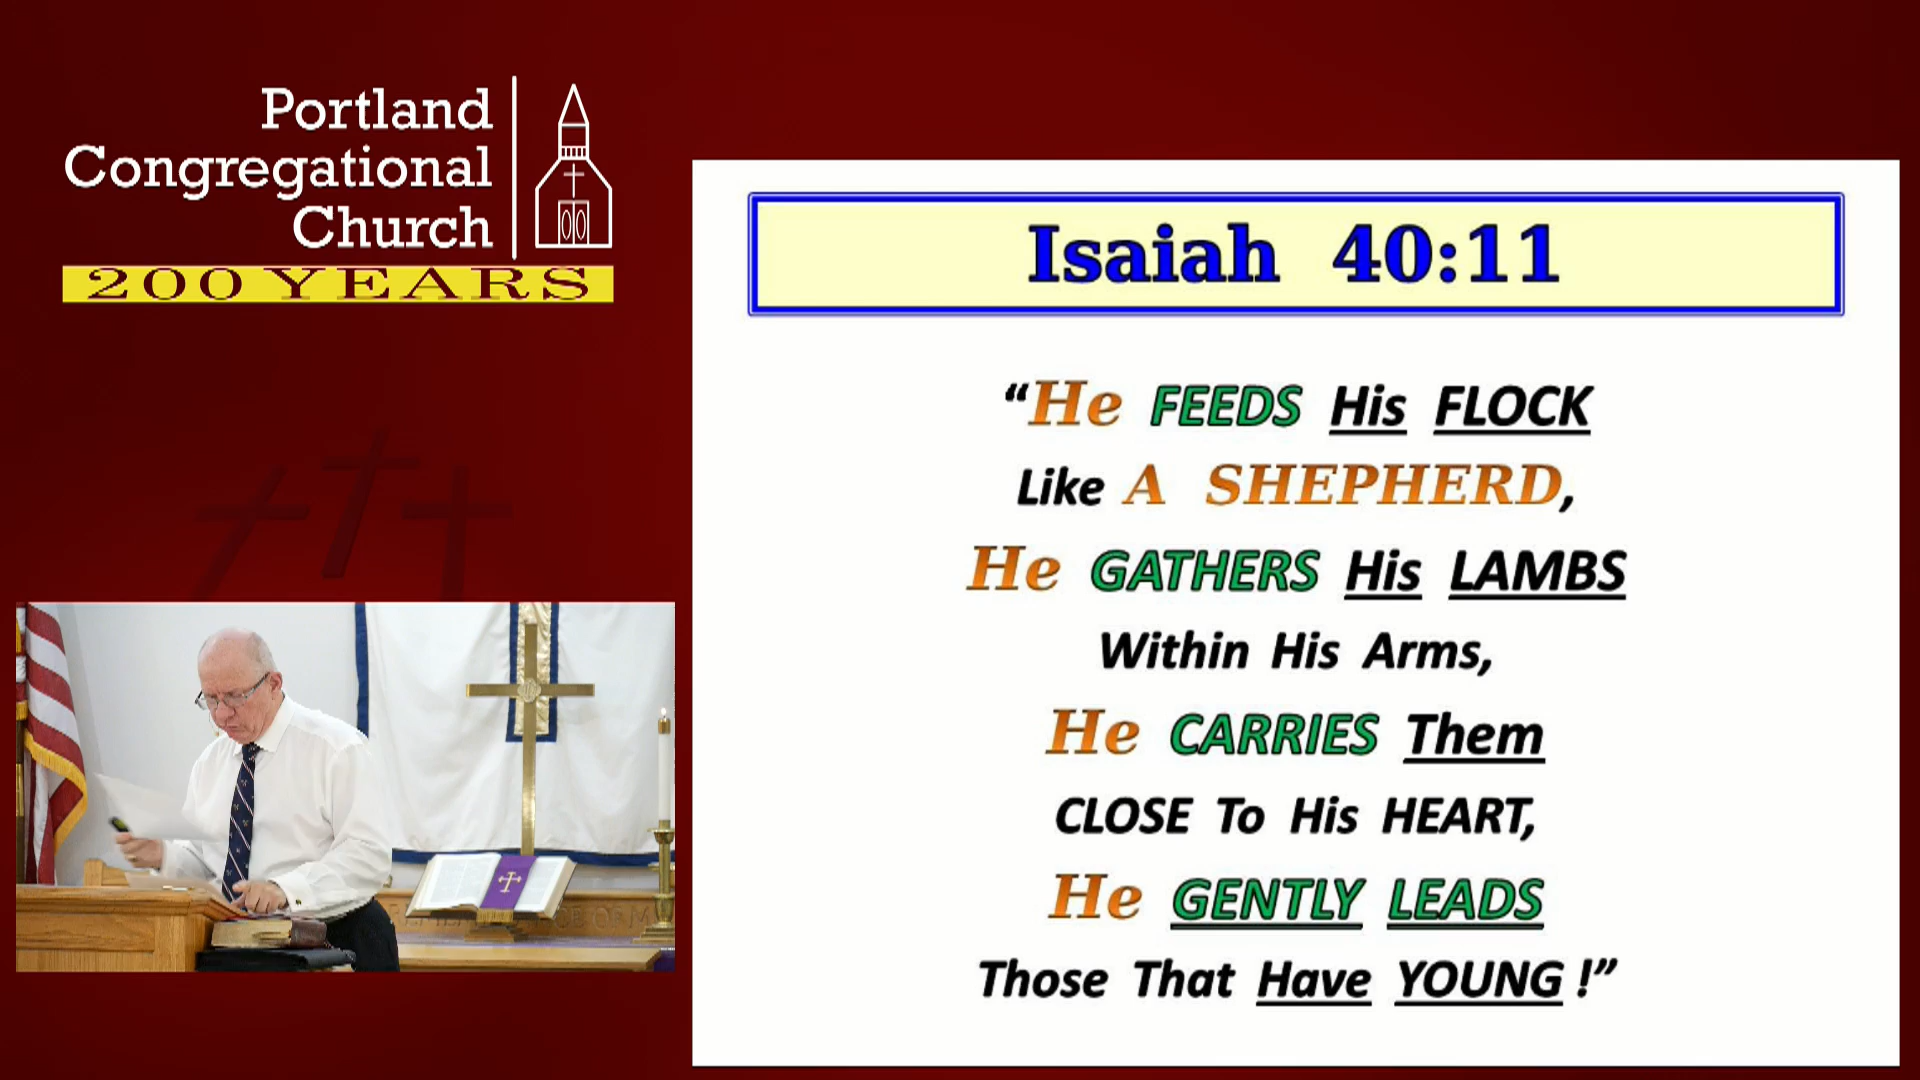 Portland
Congregational
Church
200 YEARS
Isaiah 40:11
“He FEEDS His FLOCK
Like A SHEPHERD,
He GATHERS His LAMBS
Within His Arms,
He CARRIES Them
CLOSE To His HEART,
He GENTLY LEADS
Those That Have YOUNG !”